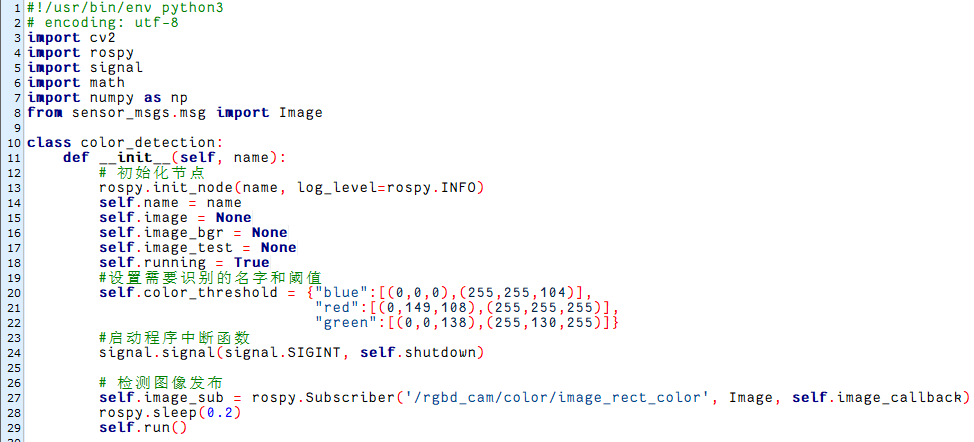 1 #!/usr/bin/env python3
2 # encoding: utf-8
3 import cv2
4 import rospy
5 import signal
6 import math
7 import numpy as np
8 from sensor_msgs.msg import Image
9
10 class color_detection:
11     def __init__(self, name):
12         # 初始化节点
13         rospy.init_node(name, log_level=rospy.INFO)
14         self.name = name
15         self.image = None
16         self.image_bgr = None
17         self.image_test = None
18         self.running = True
19         #设置需要识别的名字和阈值
20         self.color_threshold = {"blue":[(0,0,0),(255,255,104)],
21                                 "red":[(0,149,108),(255,255,255)],
22                                 "green":[(0,0,138),(255,130,255)]}
23         #启动程序中断函数
24         signal.signal(signal.SIGINT, self.shutdown)
25
26         # 检测图像发布
27         self.image_sub = rospy.Subscriber('/rgbd_cam/color/image_rect_color', Image, self.image_callback)
28         rospy.sleep(0.2)
29         self.run()